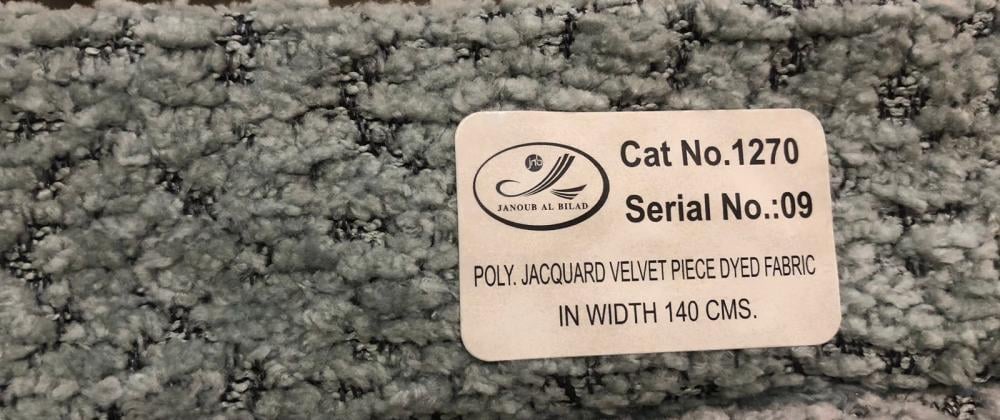 jnb
JANOUB AL BILAD
Cat No.1270
Serial No.:09
POLY. JACQUARD VELVET PIECE DYED FABRIC
IN WIDTH 140 CMS.